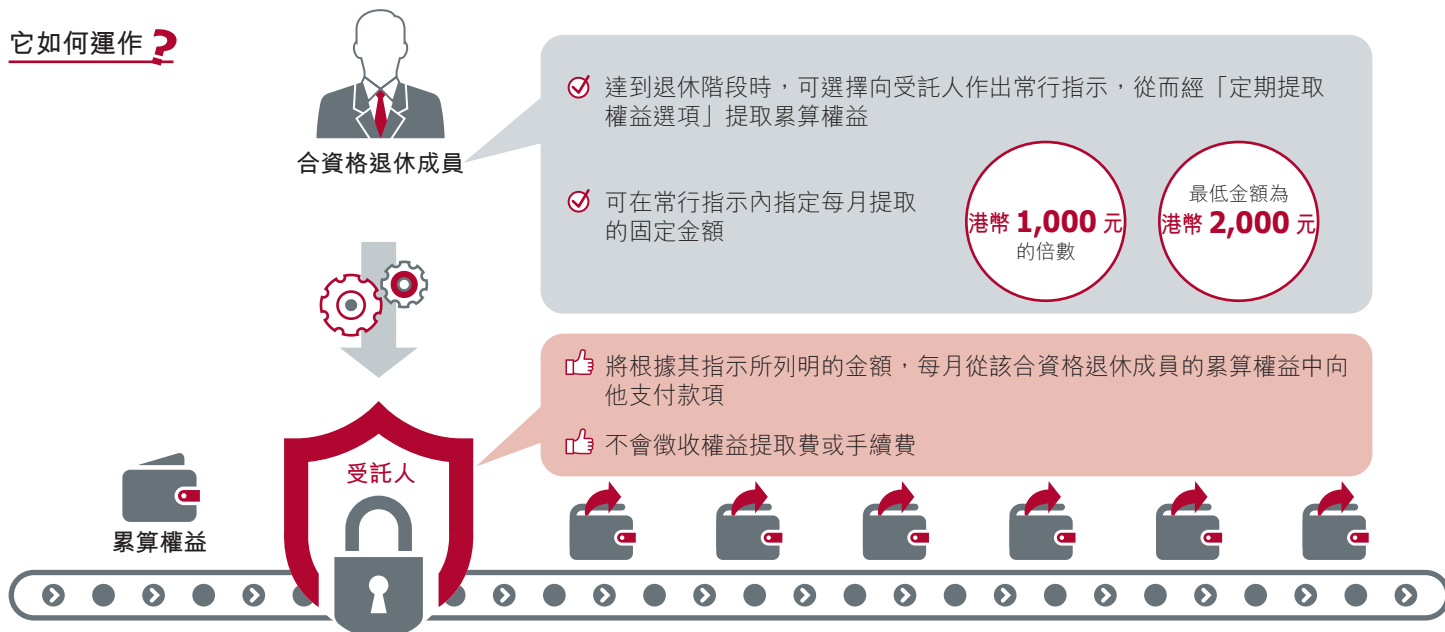 它如何運作?
合資格退休成員
達到退休階段時，可選擇向受託人作出常行指示，從而經「定期提取
權益選項」提取累算權益
可在常行指示內指定每月提取
的固定金額
港幣 1,000 元
的倍數
最低金額為
港幣 2,000 元
將根據其指示所列明的金額，每月從該合資格退休成員的累算權益中向
他支付款項
不會徵收權益提取費或手續費
受託人
累算權益